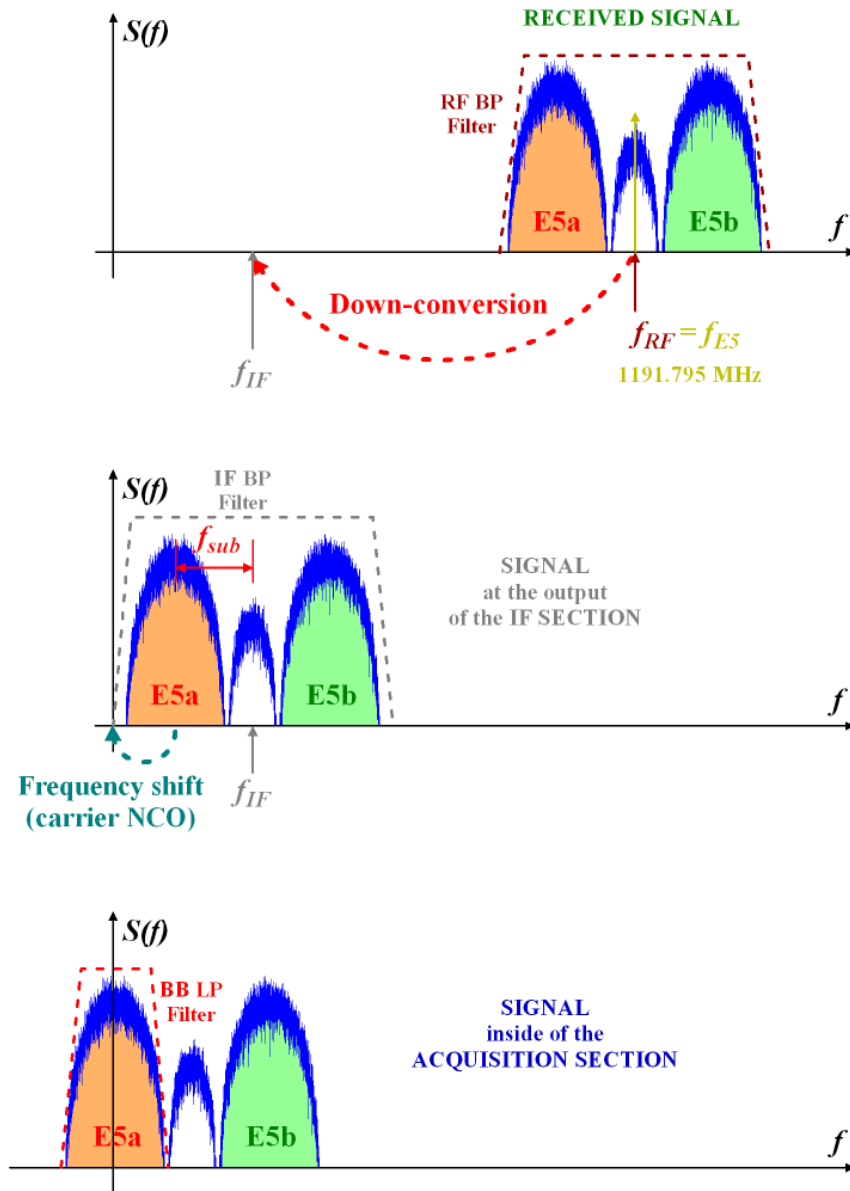 S(f)
RECEIVED SIGNAL
RF BP
Filter
E5a
E5b
f
Down-conversion
f_IF
f_RF = f_E5
1191.795 MHz
S(f)
IF BP
Filter
f_sub
SIGNAL
at the output
of the IF SECTION
E5a
E5b
f
Frequency shift
(carrier NCO)
f_IF
S(f)
BB LP
Filter
SIGNAL
inside of the
ACQUISITION SECTION
E5a
E5b
f